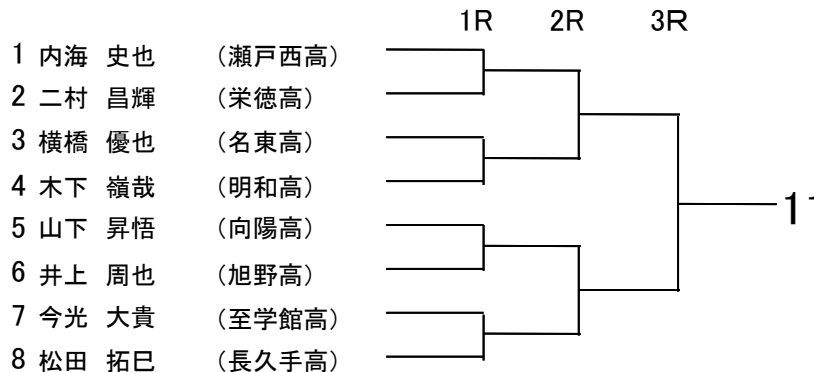 1R 2R 3R
1 内海 史也 （瀬戸西高）
2 二村 昌輝 （栄徳高）
3 横橋 優也 （名東高）
4 木下 嶺哉 （明和高）
5 山下 昇悟 （向陽高）
6 井上 周也 （旭野高）
7 今光 大貴 （至学館高）
8 松田 拓巳 （長久手高）
11